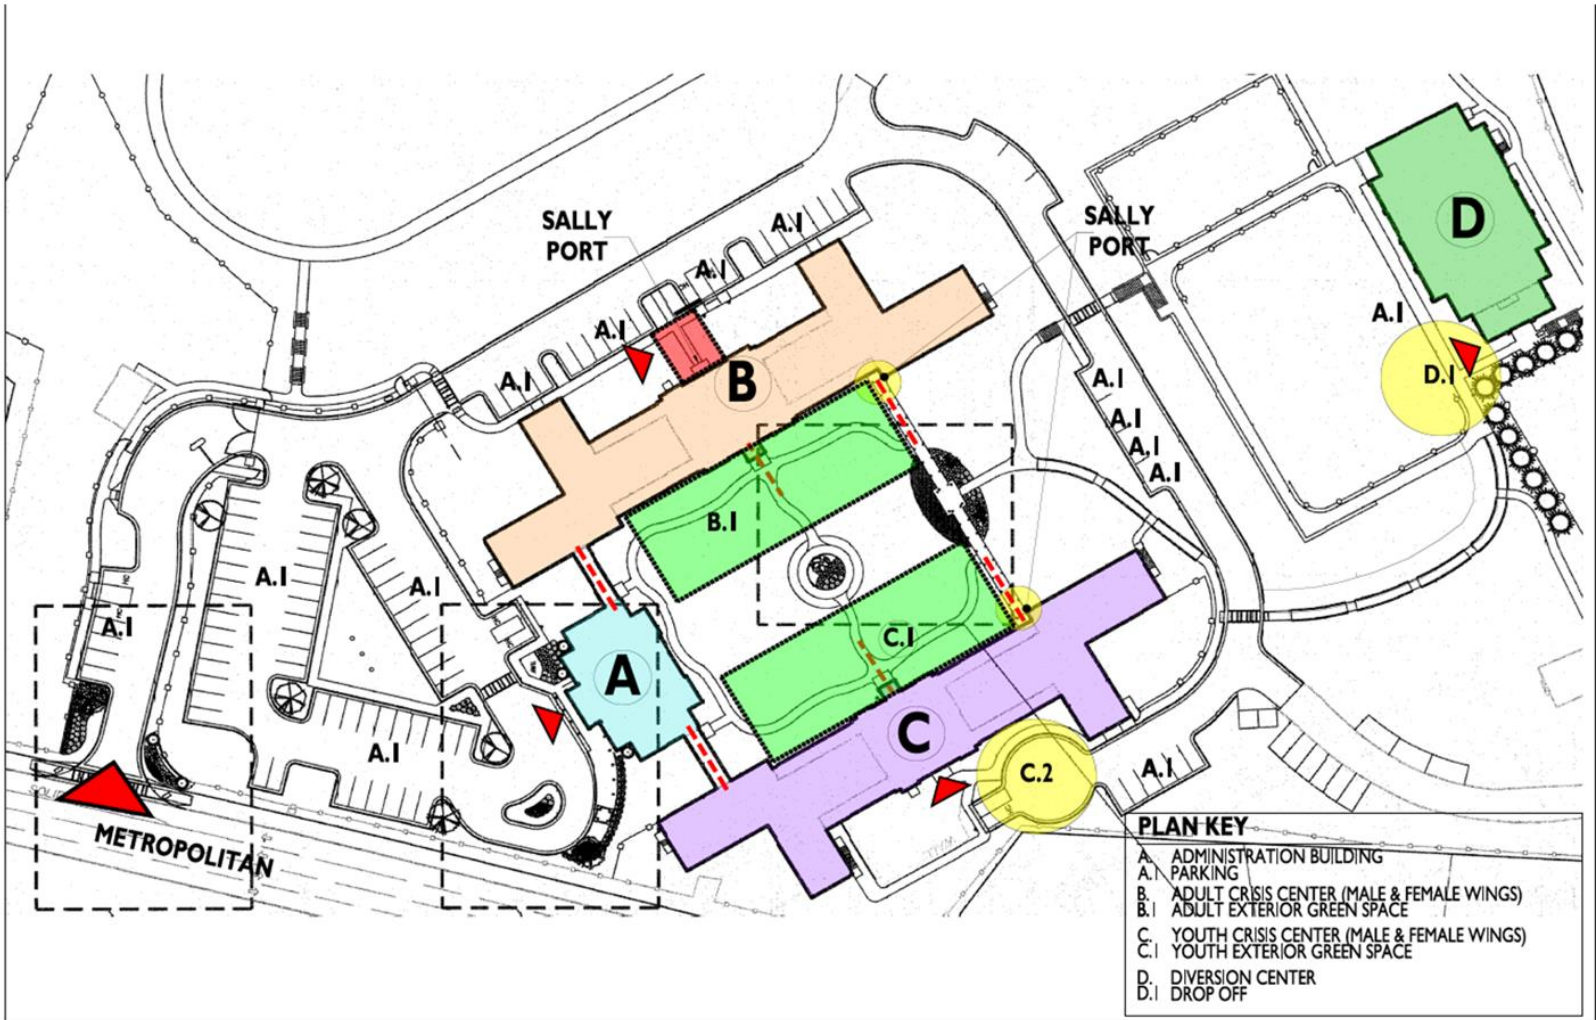 SALLY
PORT
A.1
SALLY
PORT
A.1
D
A.1
A.1
A.1
B
D.1
A.1
A.1
A.1
A.1
B.1
A.1
A.1
A.1
C.1
A
C
A.1
C.2
A.1
METROPOLITAN
PLAN KEY
A. ADMINISTRATION BUILDING
A.1 PARKING
B. ADULT CRISIS CENTER (MALE & FEMALE WINGS)
B.1 ADULT EXTERIOR GREEN SPACE
C. YOUTH CRISIS CENTER (MALE & FEMALE WINGS)
C.1 YOUTH EXTERIOR GREEN SPACE
D. DIVERSION CENTER
D.1 DROP OFF